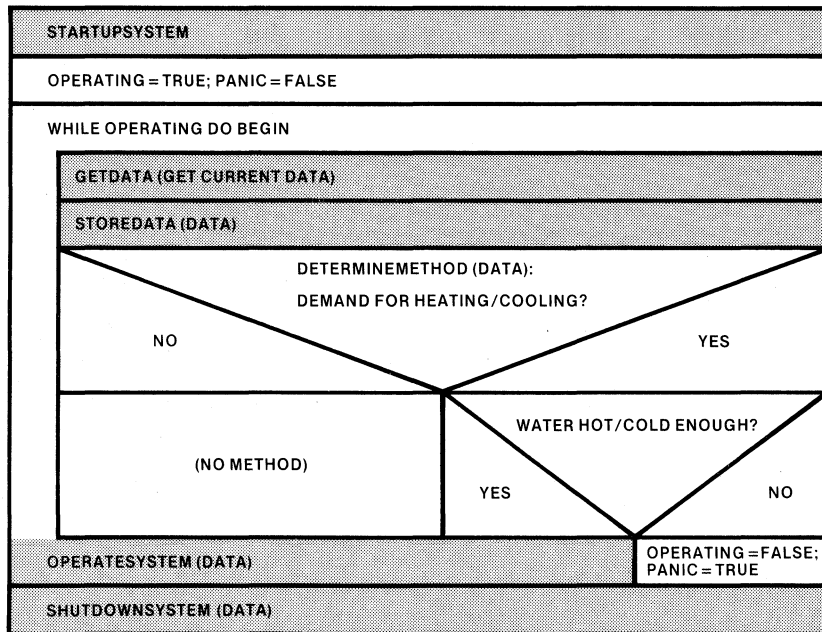 STARTUPSYSTEM
OPERATING = TRUE; PANIC = FALSE
WHILE OPERATING DO BEGIN
GETDATA (GET CURRENT DATA)
STOREDATA (DATA)
DETERMINEMETHOD (DATA):
DEMAND FOR HEATING/COOLING?
NO
YES
WATER HOT/COLD ENOUGH?
(NO METHOD)
YES
NO
OPERATESYSTEM (DATA)
OPERATING = FALSE;
PANIC = TRUE
SHUTDOWNSYSTEM (DATA)